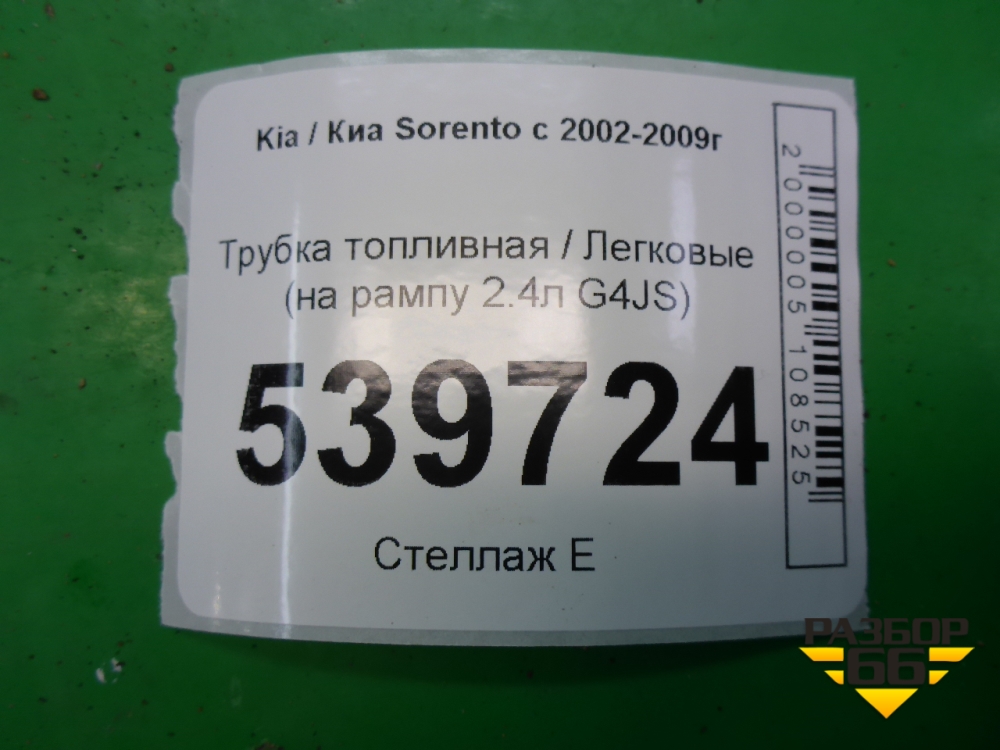 Kia / Киа Sorento с 2002-2009г
Трубка топливная / Легковые
(на рампу 2.4л G4JS)
539724
Стеллаж Е
2000005108525
РАЗБОР
66